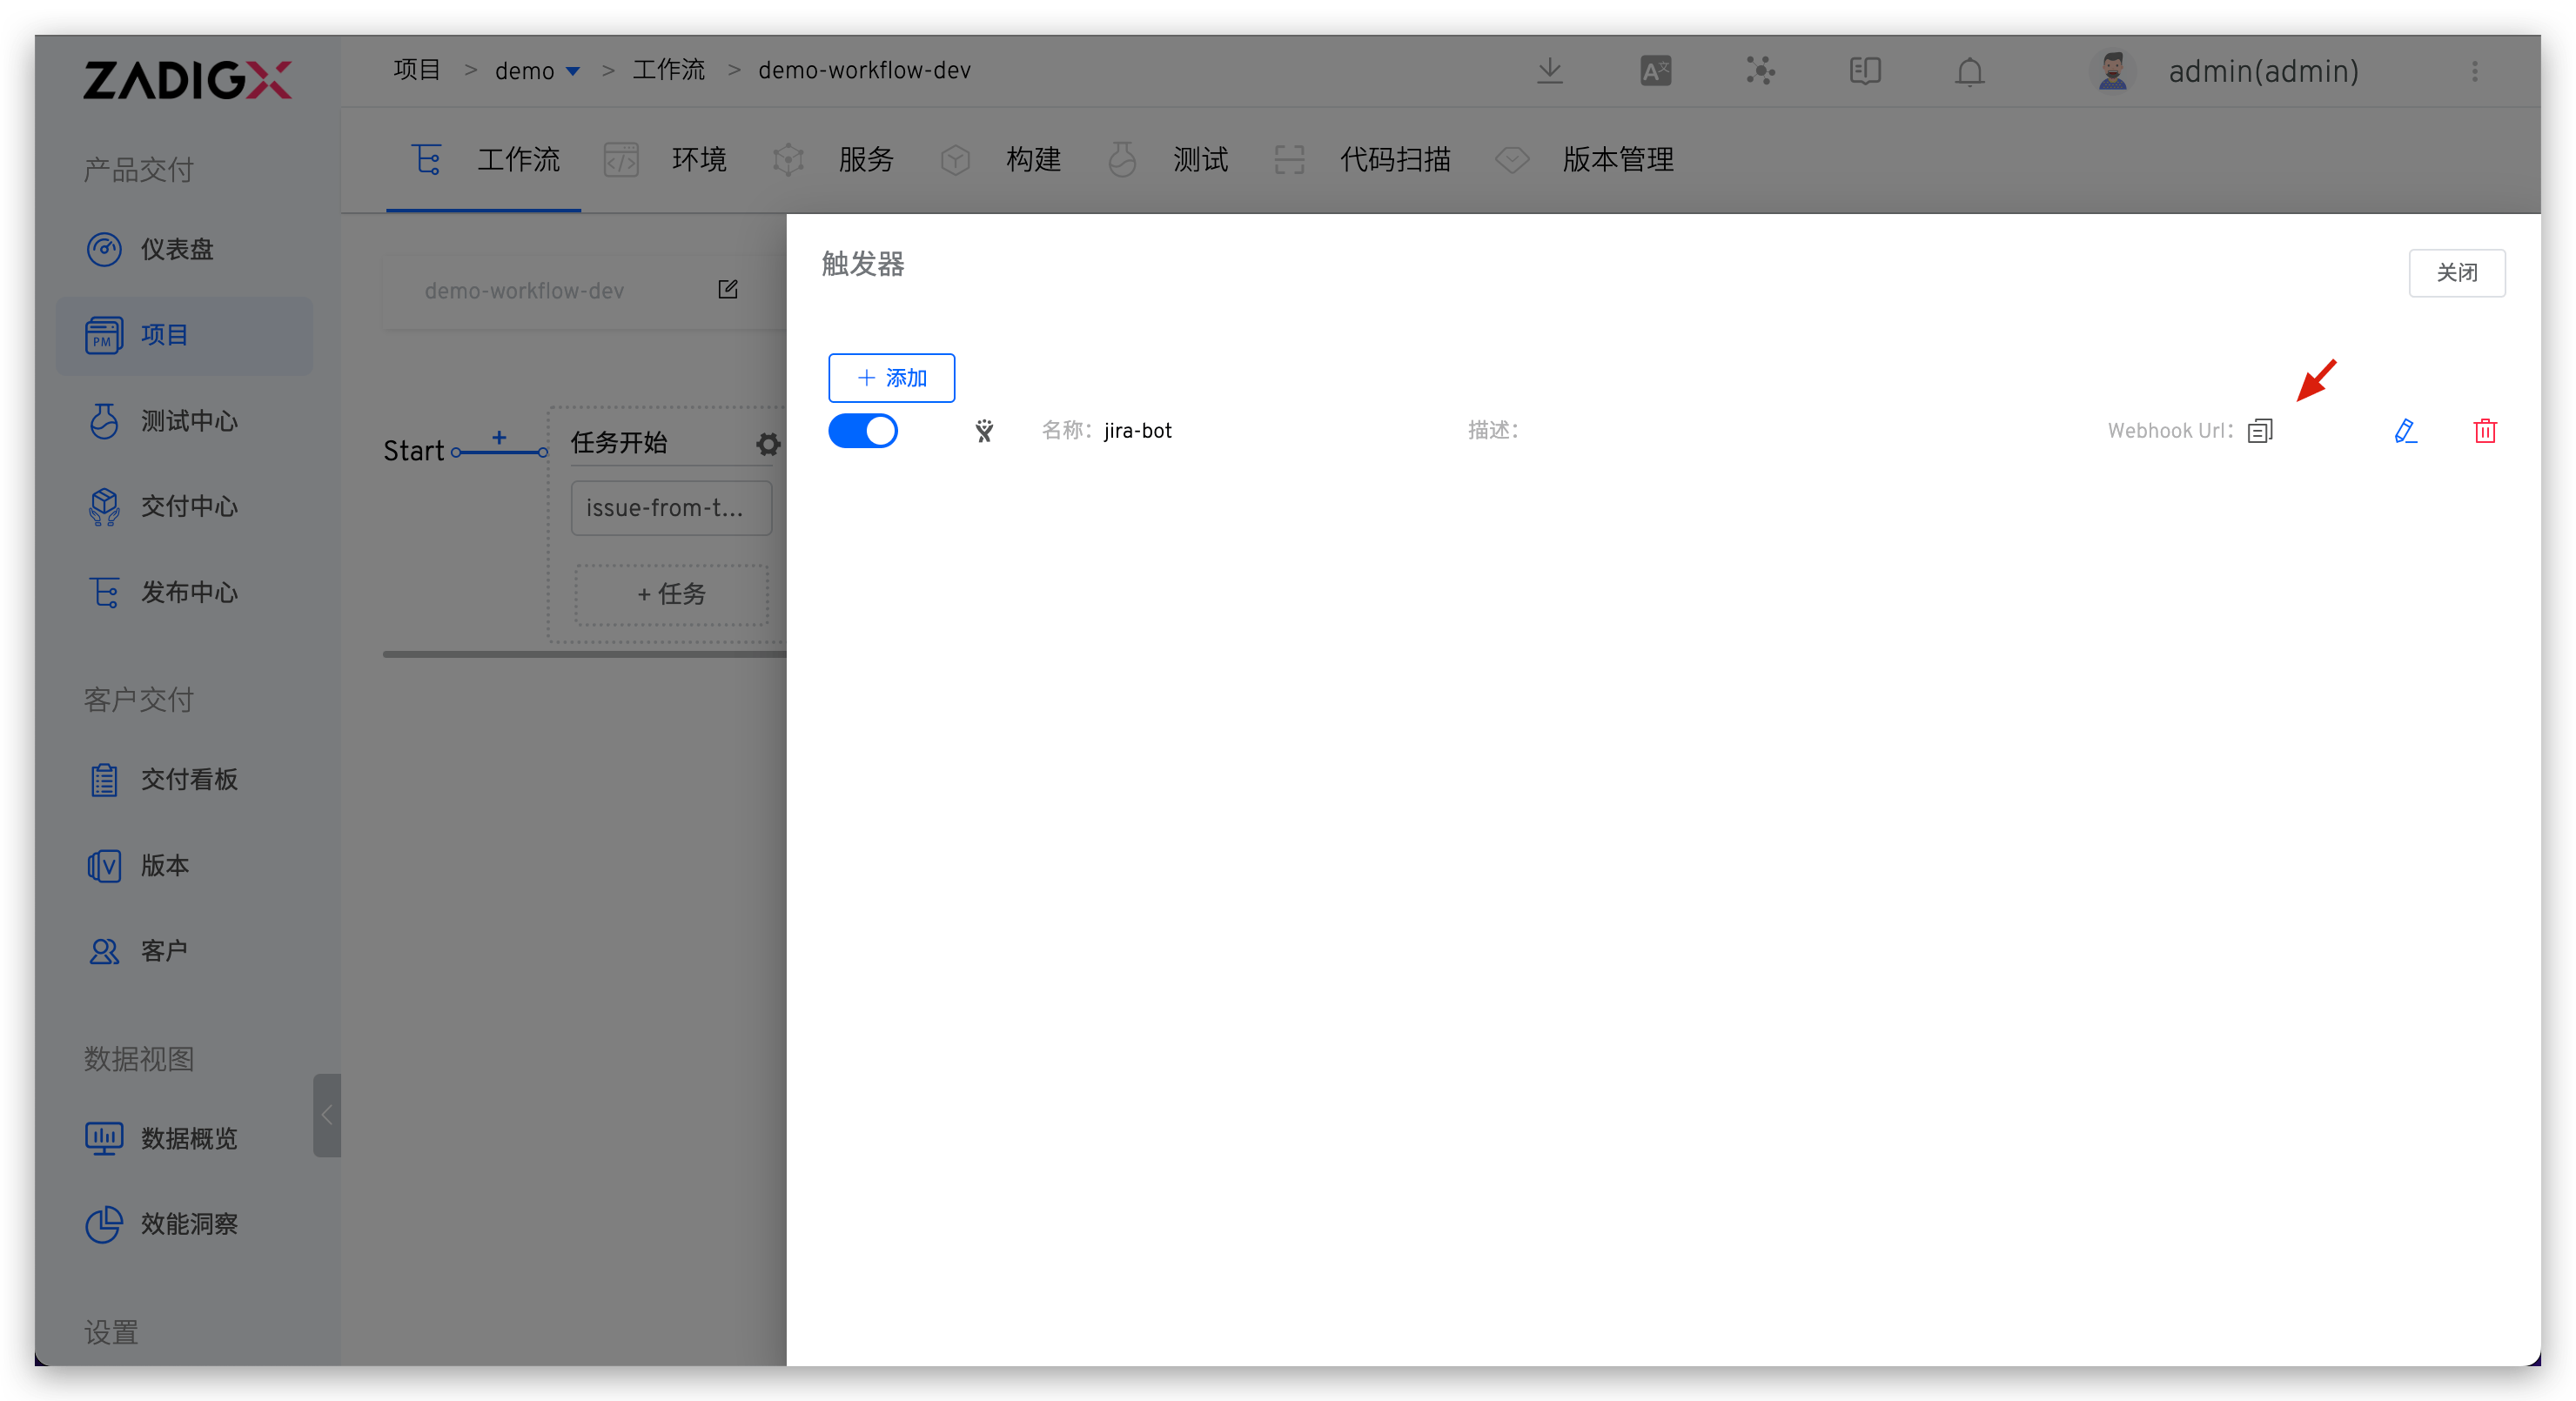 ZADIGX
项目 > demo > 工作流 > demo-workflow-dev
A文
admin(admin)
产品交付
仪表盘
PM
项目
测试中心
交付中心
发布中心
客户交付
交付看板
V
版本
客户
数据视图
数据概览
效能洞察
设置
工作流
环境
服务
构建
测试
代码扫描
版本管理
demo-workflow-dev
Start
+
任务开始
issue-from-t...
+ 任务
触发器
关闭
+ 添加
名称: jira-bot
描述:
Webhook Url: